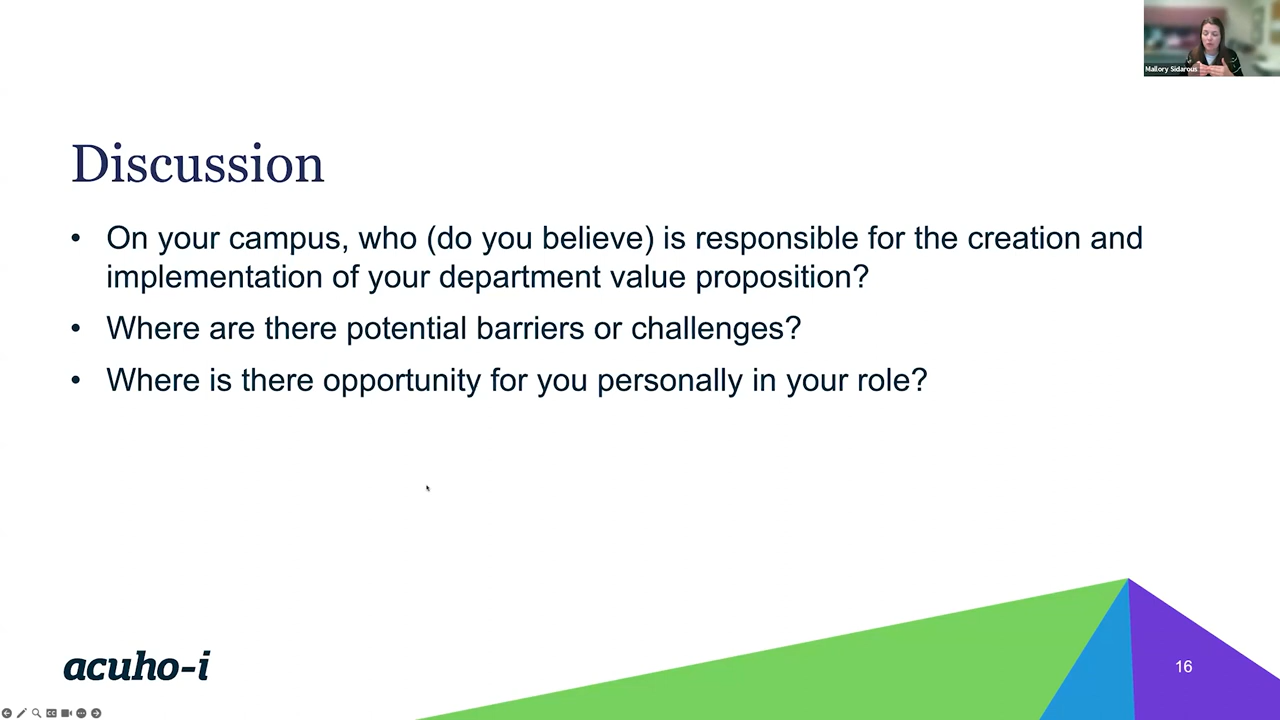 Mallory Sidarous
Discussion
• On your campus, who (do you believe) is responsible for the creation and
implementation of your department value proposition?
• Where are there potential barriers or challenges?
• Where is there opportunity for you personally in your role?
acuho-i
16